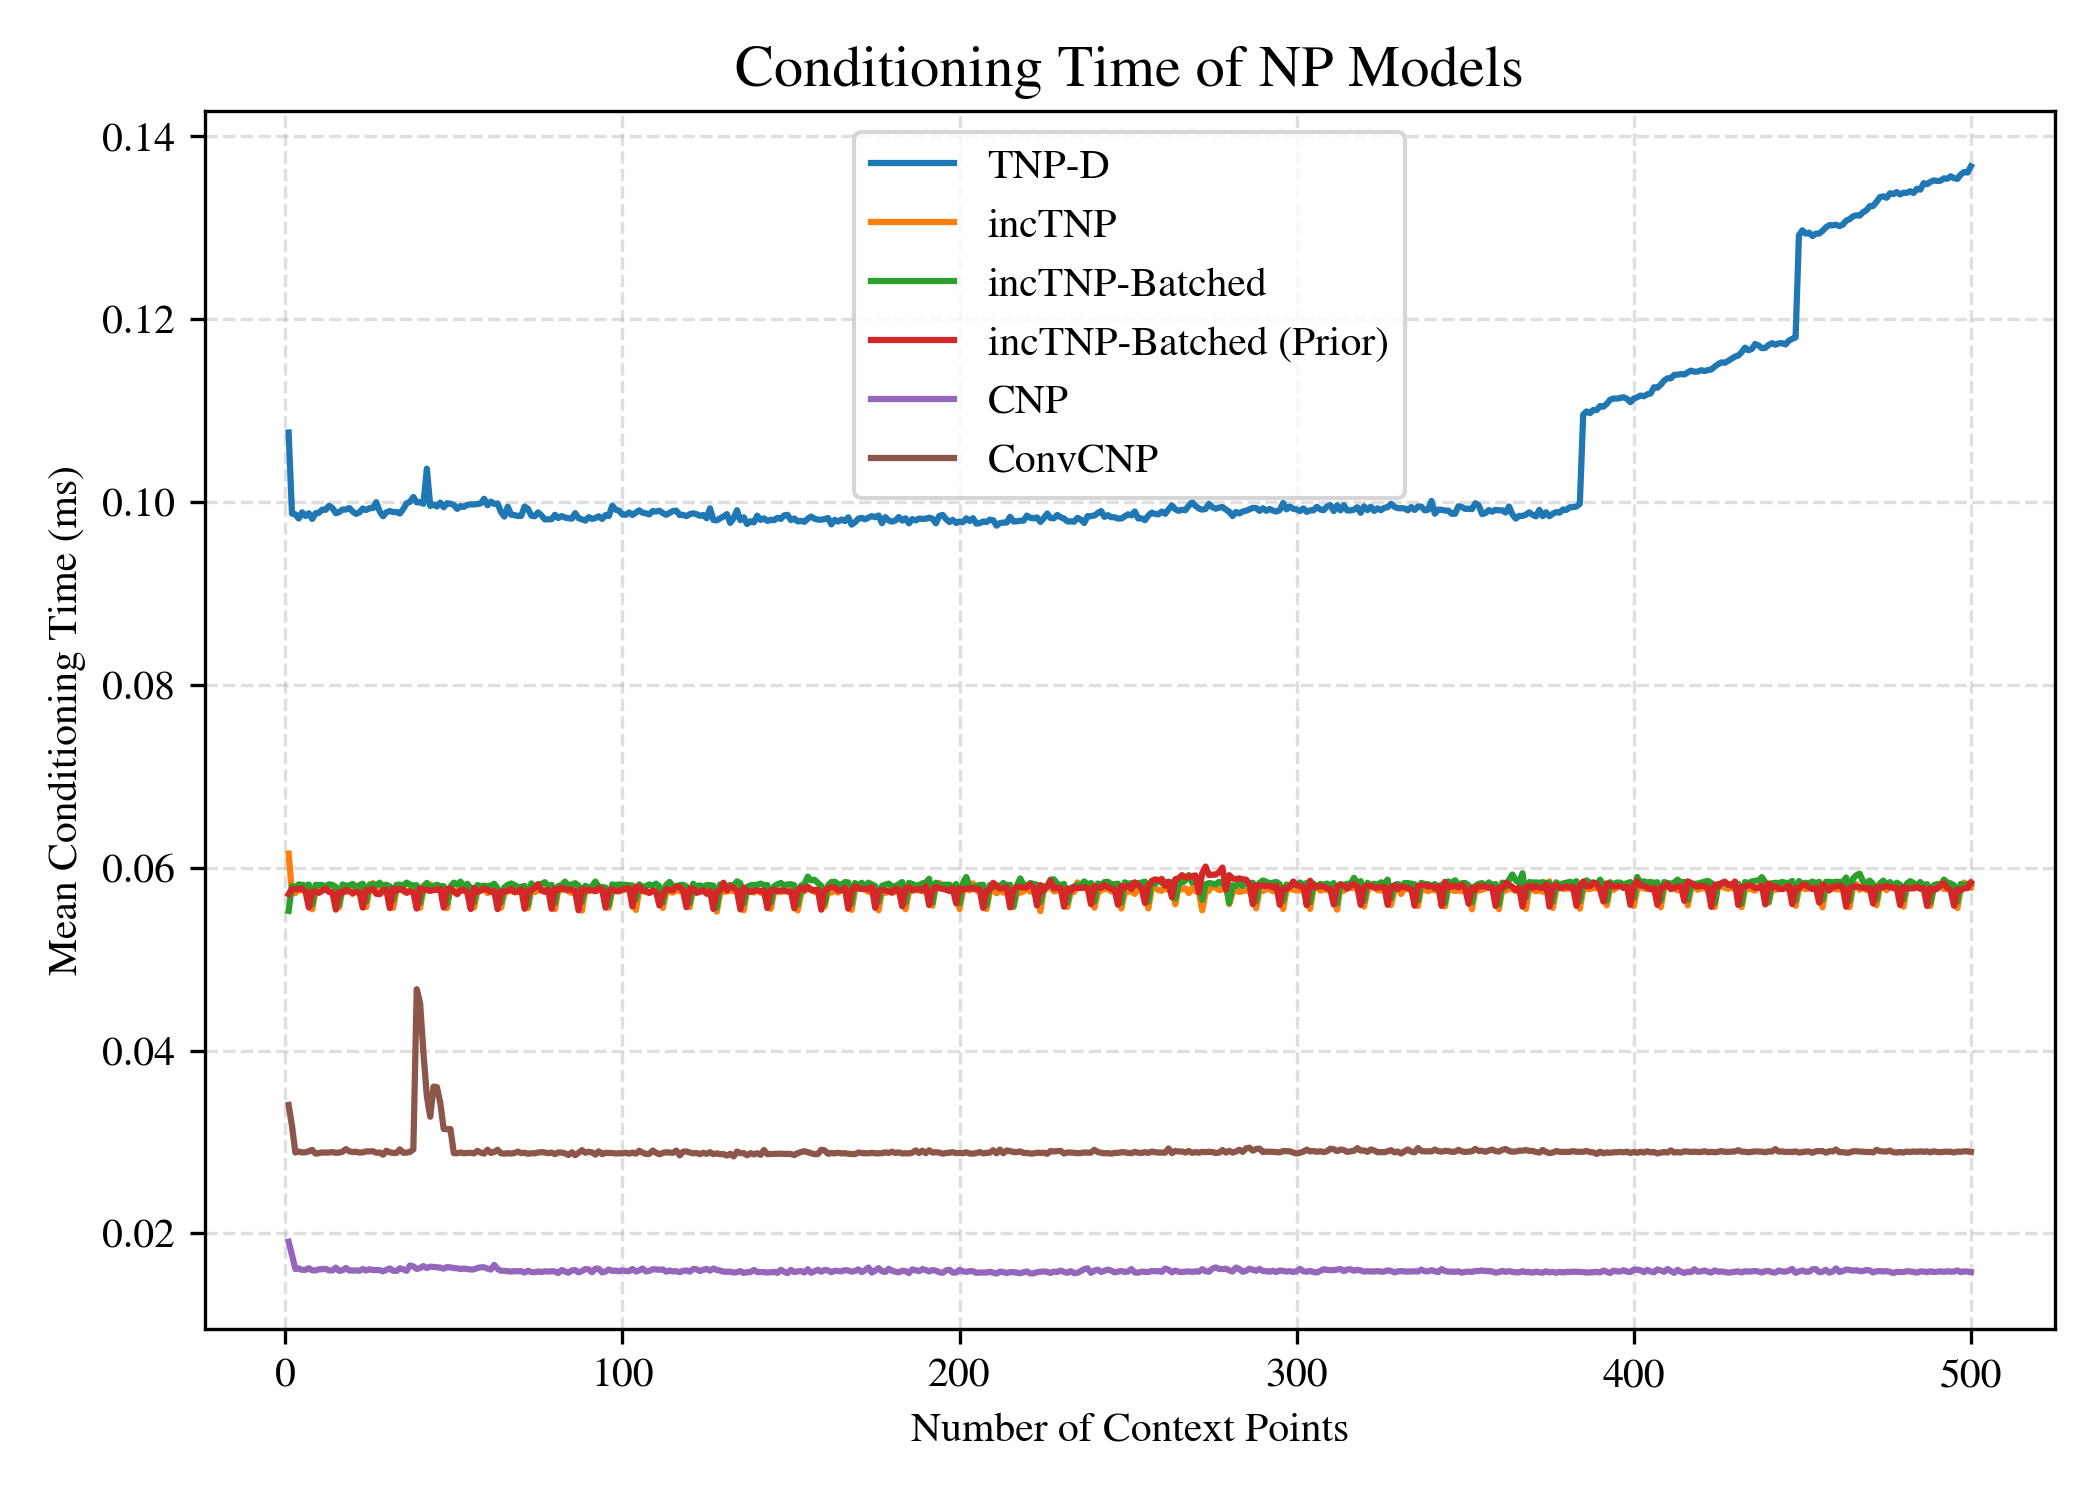 Conditioning Time of NP Models
TNP-D
incTNP
incTNP-Batched
incTNP-Batched (Prior)
CNP
ConvCNP
Mean Conditioning Time (ms)
0.14
0.12
0.10
0.08
0.06
0.04
0.02
0 100 200 300 400 500
Number of Context Points